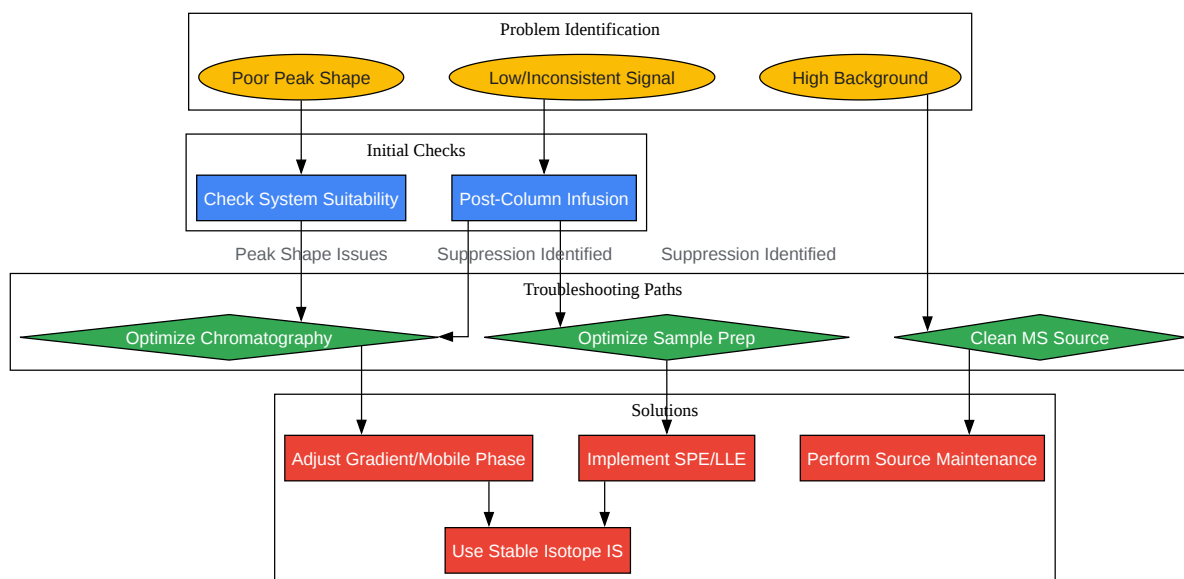 Problem Identification
Poor Peak Shape
Low/Inconsistent Signal
High Background
Initial Checks
Check System Suitability
Post-Column Infusion
Peak Shape Issues
Suppression Identified
Suppression Identified
Troubleshooting Paths
Optimize Chromatography
Optimize Sample Prep
Clean MS Source
Solutions
Adjust Gradient/Mobile Phase
Implement SPE/LLE
Perform Source Maintenance
Use Stable Isotope IS